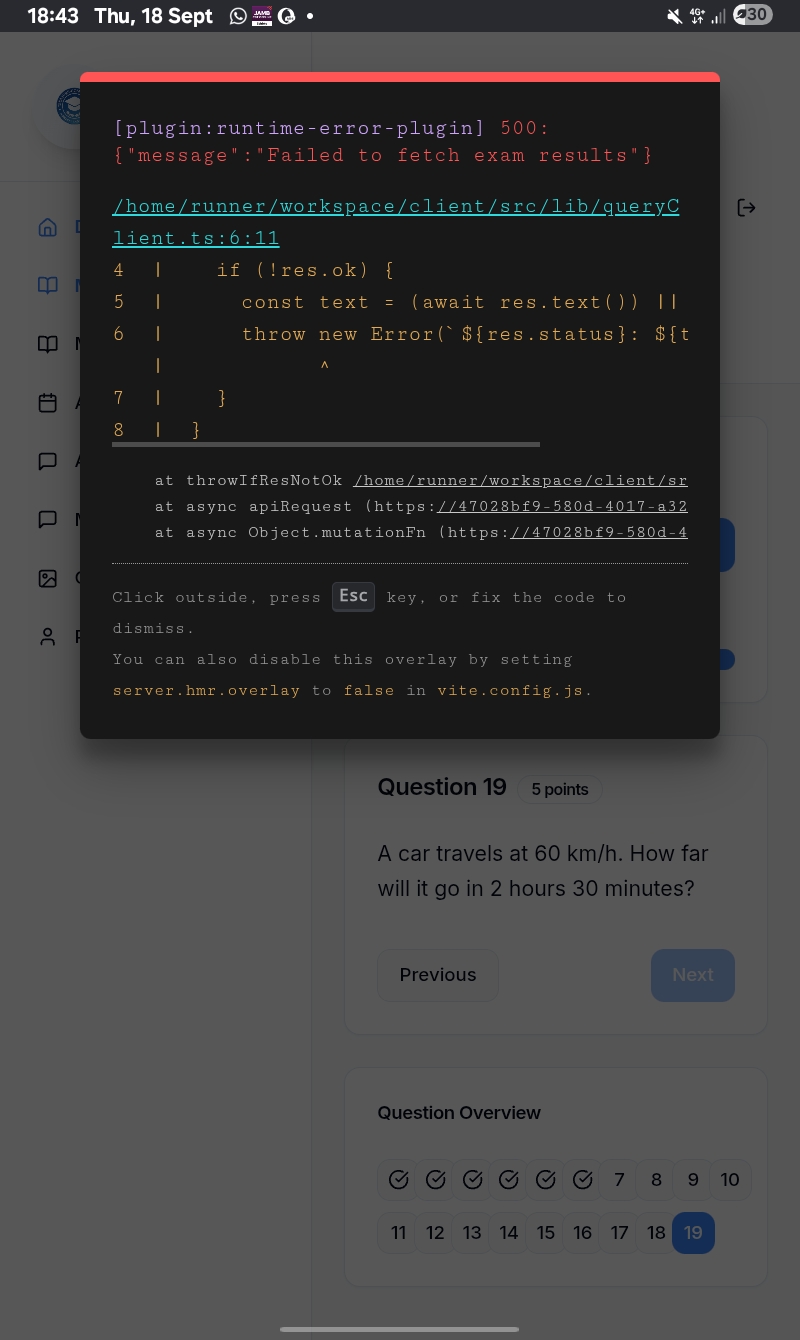 18:43 Thu, 18 Sept
4G+
30
[plugin:runtime-error-plugin] 500:
{"message":"Failed to fetch exam results"}
/home/runner/workspace/client/src/lib/queryC
lient.ts:6:11
4 | if (!res.ok) {
5 | const text = (await res.text()) ||
6 | throw new Error(`${res.status}: ${t
| ^
7 | }
8 | }
at throwIfResNotOk /home/runner/workspace/client/sr
at async apiRequest (https://47028bf9-580d-4017-a32
at async Object.mutationFn (https://47028bf9-580d-4
Click outside, press Esc key, or fix the code to
dismiss.
You can also disable this overlay by setting
server.hmr.overlay to false in vite.config.js.
Question 19 5 points
A car travels at 60 km/h. How far
will it go in 2 hours 30 minutes?
Previous Next
Question Overview
7 8 9 10
11 12 13 14 15 16 17 18 19